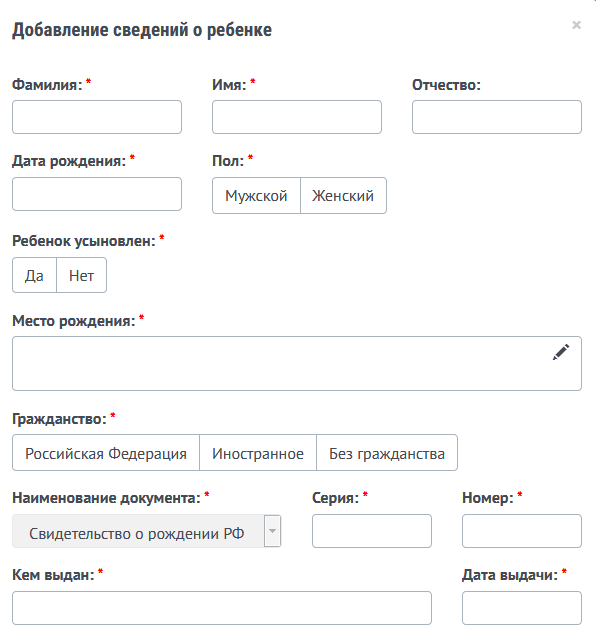 Добавление сведений о ребенке ×
Фамилия: * Имя: * Отчество:
Дата рождения: * Пол: *
Мужской Женский
Ребенок усыновлен: *
Да Нет
Место рождения: *
Гражданство: *
Российская Федерация Иностранное Без гражданства
Наименование документа: * Серия: * Номер: *
Свидетельство о рождении РФ
Кем выдан: * Дата выдачи: *